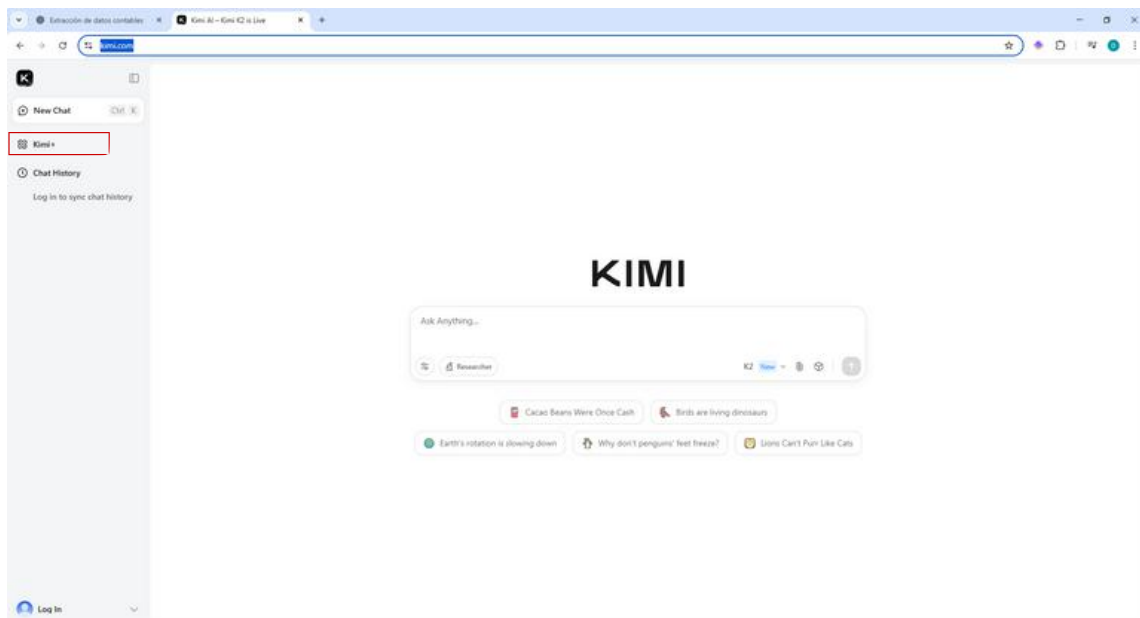 Extracción de datos contables
Kimi AI – Kimi K2 is Live
kimi.com
New Chat
Ctrl K
Kimi+
Chat History
Log in to sync chat history
KIMI
Ask Anything...
Researcher
K2 New
Cacao Beans Were Once Cash
Birds are living dinosaurs
Earth's rotation is slowing down
Why don't penguins' feet freeze?
Lions Can't Purr Like Cats
Log In